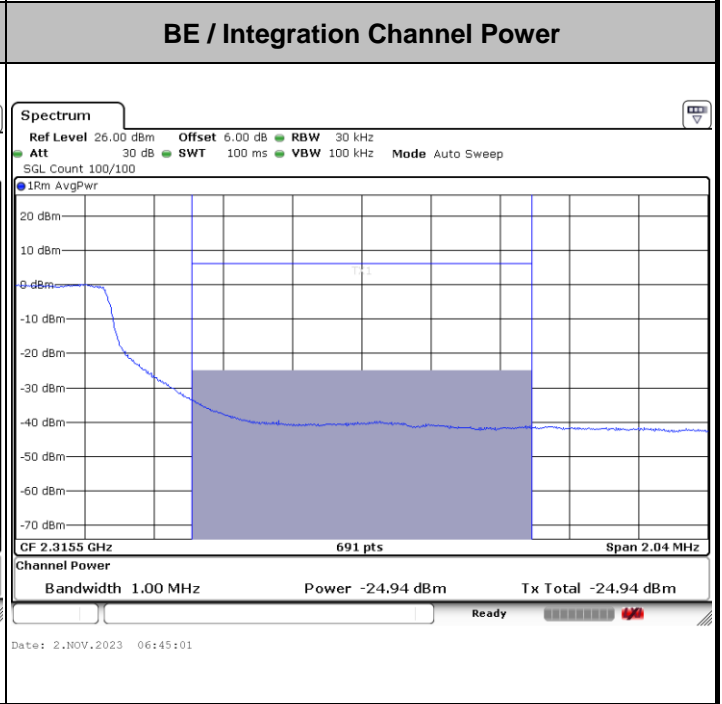 BE / Integration Channel Power
Spectrum
Ref Level 26.00 dBm Offset 6.00 dB RBW 30 kHz
Att 30 dB SWT 100 ms VBW 100 kHz Mode Auto Sweep
SGL Count 100/100
1Rm AvgPwr
20 dBm
10 dBm
TX1
0 dBm
-10 dBm
-20 dBm
-30 dBm
-40 dBm
-50 dBm
-60 dBm
-70 dBm
CF 2.3155 GHz 691 pts Span 2.04 MHz
Channel Power
Bandwidth 1.00 MHz Power -24.94 dBm Tx Total -24.94 dBm
Ready
Date: 2.NOV.2023 06:45:01